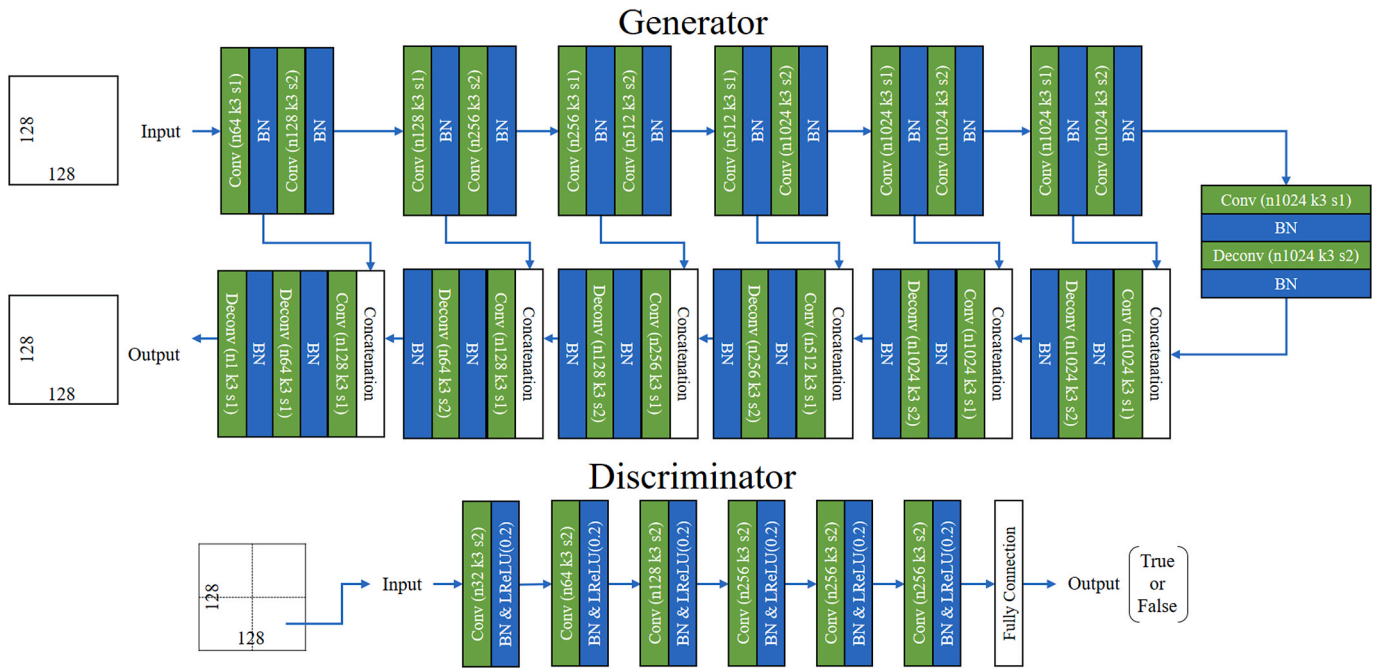 Generator
128
128
Input
Conv (n64 k3 s1)
BN
Conv (n128 k3 s2)
BN
Conv (n128 k3 s1)
BN
Conv (n256 k3 s2)
BN
Conv (n256 k3 s1)
BN
Conv (n512 k3 s2)
BN
Conv (n512 k3 s1)
BN
Conv (n1024 k3 s2)
BN
Conv (n1024 k3 s1)
BN
Conv (n1024 k3 s2)
BN
Conv (n1024 k3 s1)
BN
Conv (n1024 k3 s2)
BN
Conv (n1024 k3 s1)
BN
Deconv (n1024 k3 s2)
BN
128
128
Output
Deconv (n1 k3 s1)
BN
Deconv (n64 k3 s1)
BN
Conv (n128 k3 s1)
Concatenation
BN
Deconv (n64 k3 s2)
BN
Conv (n128 k3 s1)
Concatenation
BN
Deconv (n128 k3 s2)
BN
Conv (n256 k3 s1)
Concatenation
BN
Deconv (n256 k3 s2)
BN
Conv (n512 k3 s1)
Concatenation
BN
Deconv (n1024 k3 s2)
BN
Conv (n1024 k3 s1)
Concatenation
BN
Deconv (n1024 k3 s2)
BN
Conv (n1024 k3 s1)
Concatenation
Discriminator
128
128
Input
Conv (n32 k3 s2)
BN & LReLU(0.2)
Conv (n64 k3 s2)
BN & LReLU(0.2)
Conv (n128 k3 s2)
BN & LReLU(0.2)
Conv (n256 k3 s2)
BN & LReLU(0.2)
Conv (n256 k3 s2)
BN & LReLU(0.2)
Conv (n256 k3 s2)
BN & LReLU(0.2)
Fully Connection
Output
True
or
False